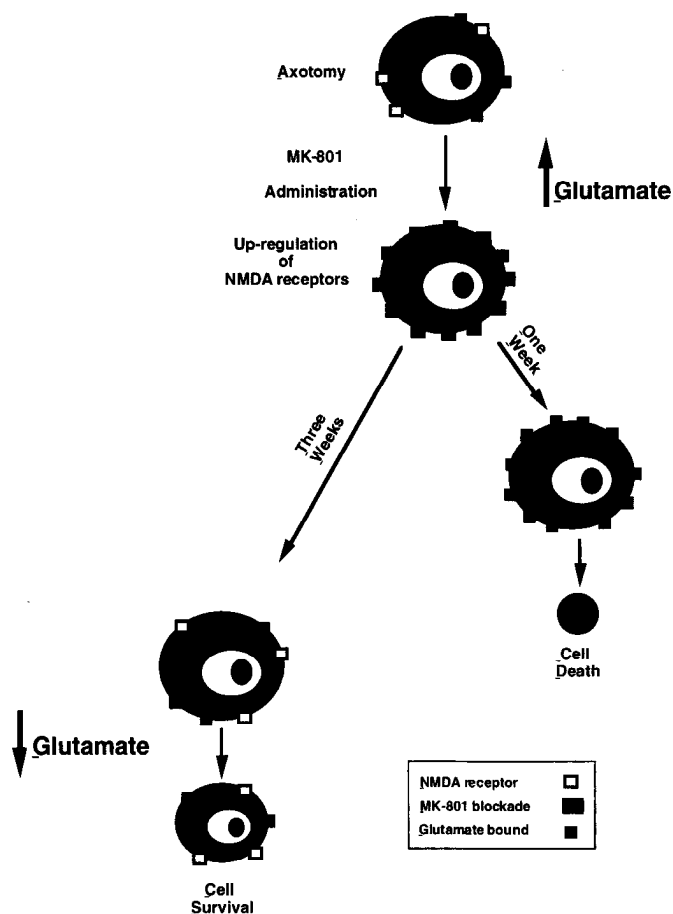 Axotomy
MK-801
Administration
Glutamate
Up-regulation
of
NMDA receptors
One
Week
Three
Weeks
Cell
Death
Glutamate
NMDA receptor
MK-801 blockade
Glutamate bound
Cell
Survival